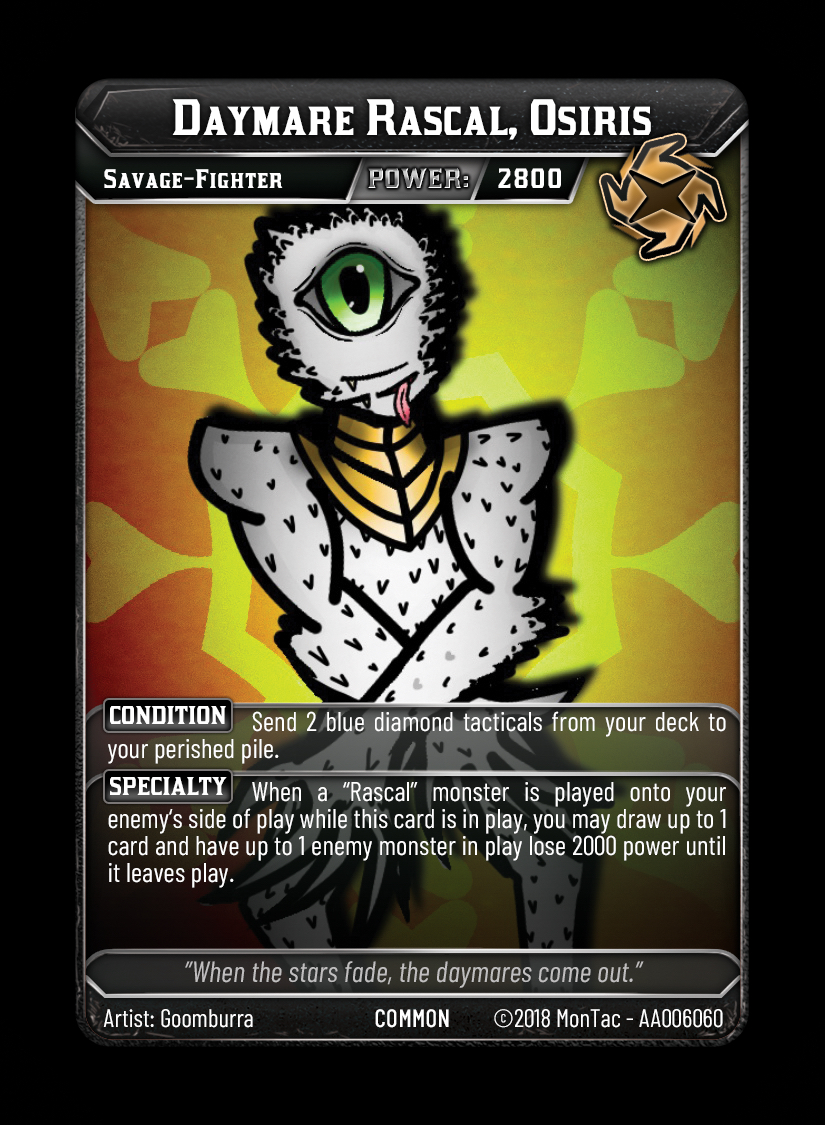 Daymare Rascal, Osiris
Savage-Fighter POWER: 2800
CONDITION Send 2 blue diamond tacticals from your deck to
your perished pile.
SPECIALTY When a “Rascal” monster is played onto your
enemy’s side of play while this card is in play, you may draw up to 1
card and have up to 1 enemy monster in play lose 2000 power until
it leaves play.
”When the stars fade, the daymares come out.”
Artist: Goomburra COMMON ©2018 MonTac - AA006060